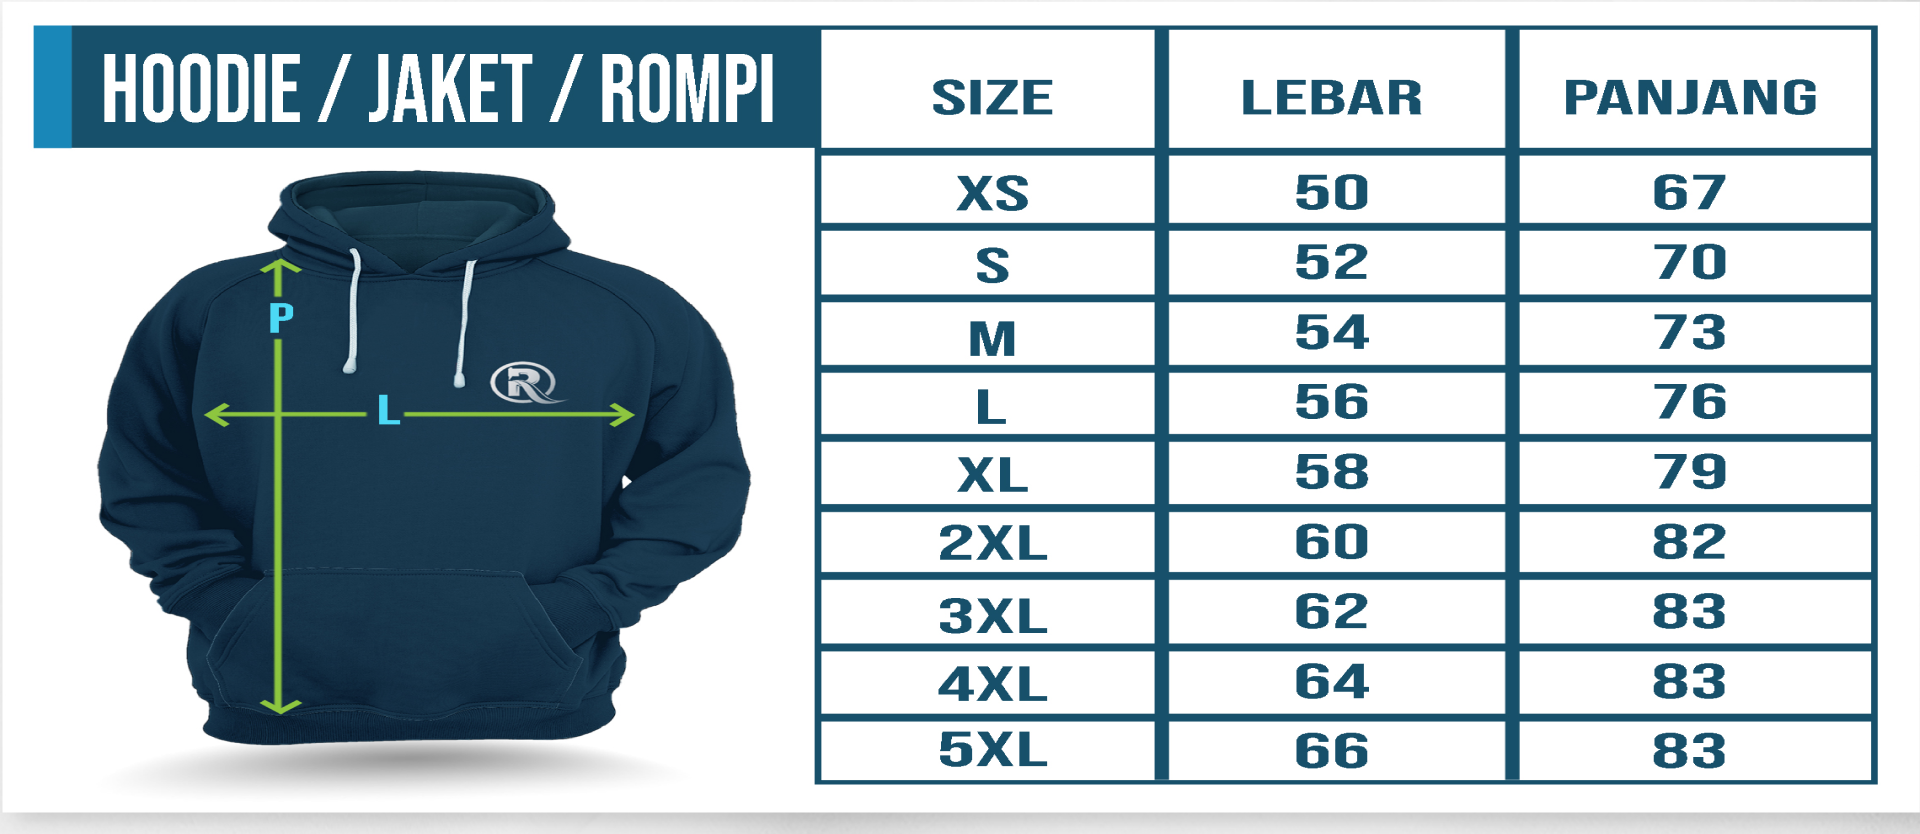 HOODIE / JAKET / ROMPI
SIZE LEBAR PANJANG
XS 50 67
S 52 70
M 54 73
L 56 76
XL 58 79
2XL 60 82
3XL 62 83
4XL 64 83
5XL 66 83
P
L
R